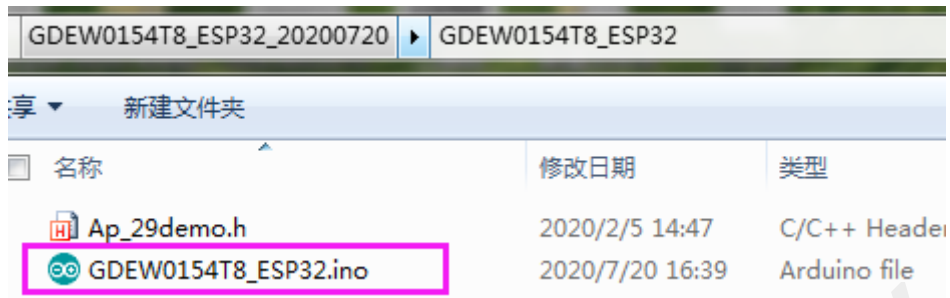 GDEW0154T8_ESP32_20200720 GDEW0154T8_ESP32
享 新建文件夹
名称 修改日期 类型
Ap_29demo.h 2020/2/5 14:47 C/C++ Header
GDEW0154T8_ESP32.ino 2020/7/20 16:39 Arduino file